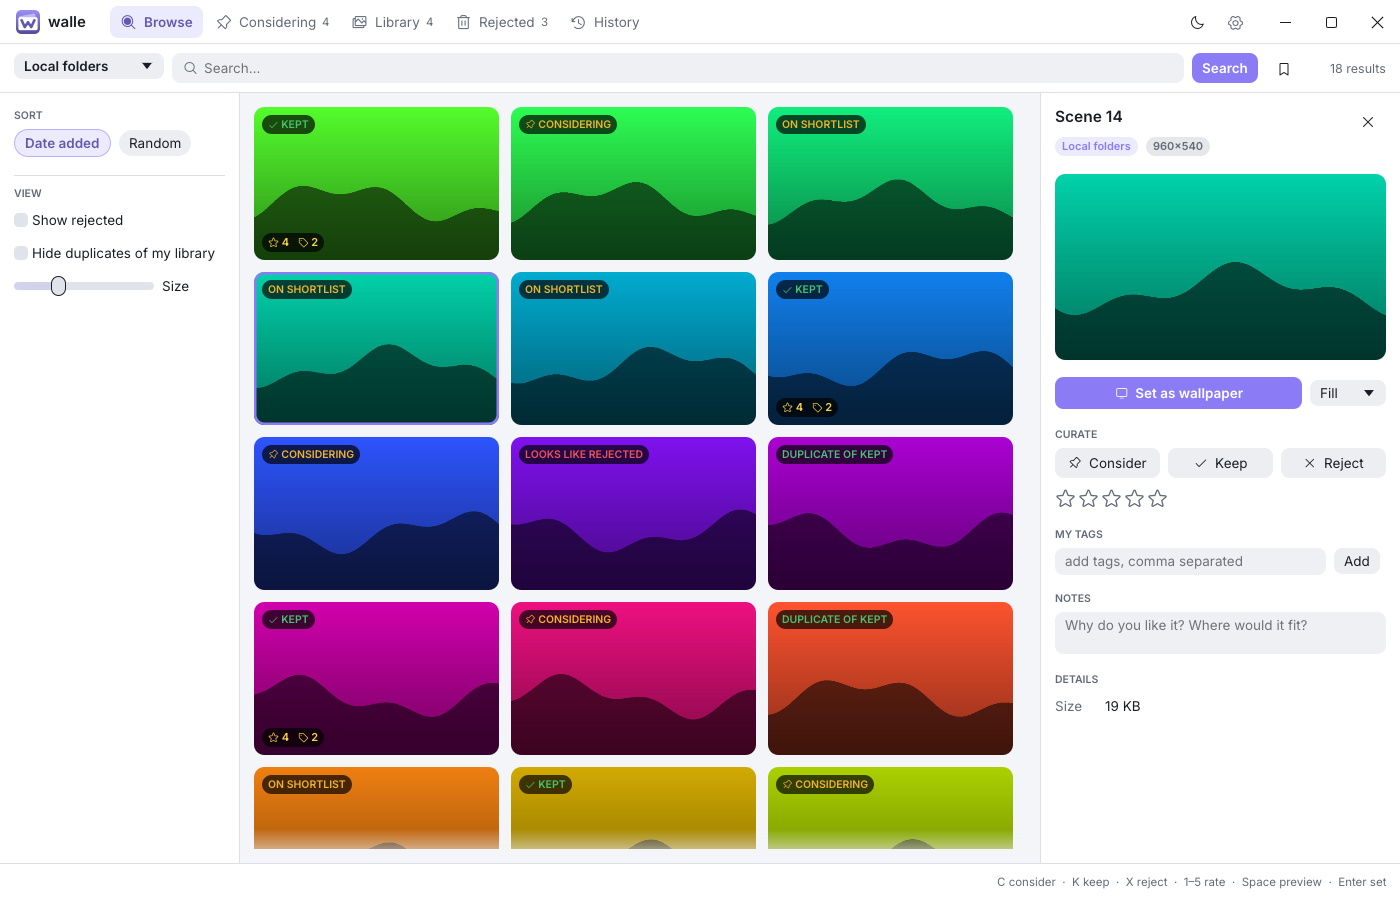 walle
Browse
Considering 4
Library 4
Rejected 3
History
Local folders
Search...
Search
18 results
SORT
Date added
Random
VIEW
Show rejected
Hide duplicates of my library
Size
KEPT
4 2
CONSIDERING
ON SHORTLIST
ON SHORTLIST
ON SHORTLIST
KEPT
4 2
CONSIDERING
LOOKS LIKE REJECTED
DUPLICATE OF KEPT
KEPT
4 2
CONSIDERING
DUPLICATE OF KEPT
ON SHORTLIST
KEPT
CONSIDERING
Scene 14
Local folders
960×540
Set as wallpaper
Fill
CURATE
Consider
Keep
Reject
MY TAGS
add tags, comma separated
Add
NOTES
Why do you like it? Where would it fit?
DETAILS
Size 19 KB
C consider · K keep · X reject · 1–5 rate · Space preview · Enter set